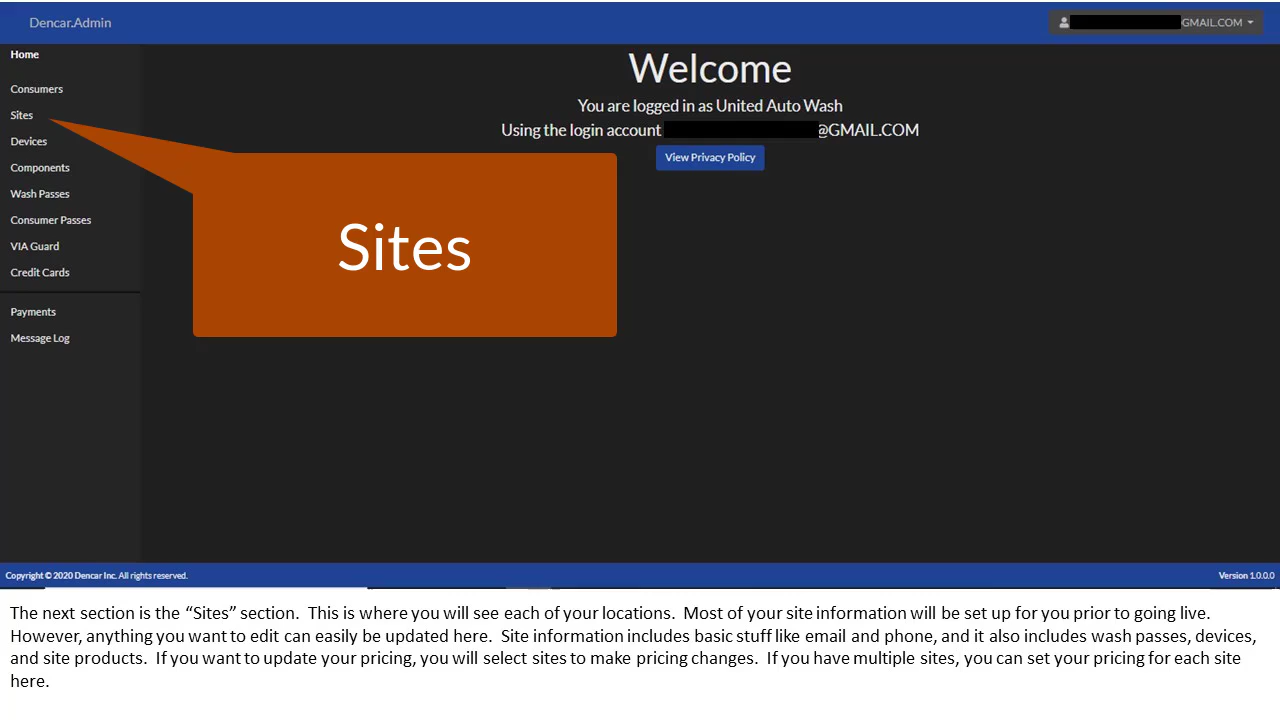 Dencar.Admin
GMAIL.COM
Home
Consumers
Sites
Devices
Components
Wash Passes
Consumer Passes
VIA Guard
Credit Cards
Payments
Message Log
Welcome
You are logged in as United Auto Wash
Using the login account @GMAIL.COM
View Privacy Policy
Sites
Copyright © 2020 Dencar Inc. All rights reserved.
Version 1.0.0.0
The next section is the “Sites” section.  This is where you will see each of your locations.  Most of your site information will be set up for you prior to going live.
However, anything you want to edit can easily be updated here.  Site information includes basic stuff like email and phone, and it also includes wash passes, devices,
and site products.  If you want to update your pricing, you will select sites to make pricing changes.  If you have multiple sites, you can set your pricing for each site
here.